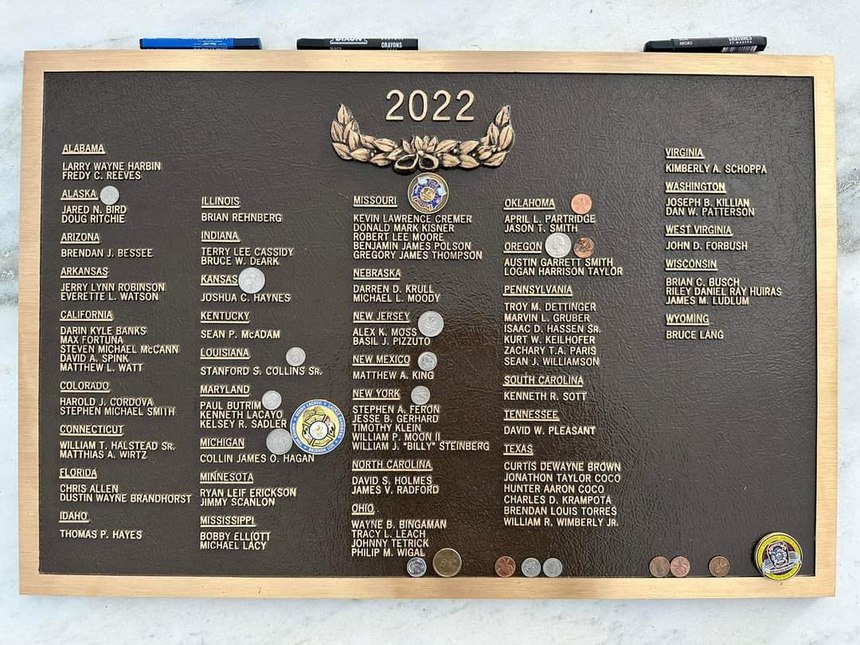 DIXON
CRAYONS
2022
ALABAMA
LARRY WAYNE HARBIN
FREDY C. REEVES
ALASKA
JARED N. BIRD
DOUG RITCHIE
ARIZONA
BRENDAN J. BESSEE
ARKANSAS
JERRY LYNN ROBINSON
EVERETTE L. WATSON
CALIFORNIA
DARIN KYLE BANKS
MAX FORTUNA
STEVEN MICHAEL McCANN
DAVID A. SPINK
MATTHEW L. WATT
COLORADO
HAROLD J. CORDOVA
STEPHEN MICHAEL SMITH
CONNECTICUT
WILLIAM T. HALSTEAD SR.
MATTHIAS A. WIRTZ
FLORIDA
CHRIS ALLEN
DUSTIN WAYNE BRANDHORST
IDAHO
THOMAS P. HAYES
ILLINOIS
BRIAN REHNBERG
INDIANA
TERRY LEE CASSIDY
BRUCE W. DeARK
KANSAS
JOSHUA C. HAYNES
KENTUCKY
SEAN P. McADAM
LOUISIANA
STANFORD S. COLLINS SR.
MARYLAND
PAUL BUTRIM
KENNETH LACAYO
KELSEY R. SADLER
MICHIGAN
COLLIN JAMES O. HAGAN
MINNESOTA
RYAN LEIF ERICKSON
JIMMY SCANLON
MISSISSIPPI
BOBBY ELLIOTT
MICHAEL LACY
MISSOURI
KEVIN LAWRENCE CREMER
DONALD MARK KISNER
ROBERT LEE MOORE
BENJAMIN JAMES POLSON
GREGORY JAMES THOMPSON
NEBRASKA
DARREN D. KRULL
MICHAEL L. MOODY
NEW JERSEY
ALEX K. MOSS
BASIL J. PIZZUTO
NEW MEXICO
MATTHEW A. KING
NEW YORK
STEPHEN A. FERON
JESSE B. GERHARD
TIMOTHY KLEIN
WILLIAM P. MOON II
WILLIAM J. "BILLY" STEINBERG
NORTH CAROLINA
DAVID S. HOLMES
JAMES V. RADFORD
OHIO
WAYNE B. BINGAMAN
TRACY L. LEACH
JOHNNY TETRICK
PHILIP M. WIGAL
OKLAHOMA
APRIL L. PARTRIDGE
JASON T. SMITH
OREGON
AUSTIN GARRETT SMITH
LOGAN HARRISON TAYLOR
PENNSYLVANIA
TROY M. DETTINGER
MARVIN L. GRUBER
ISAAC D. HASSEN SR.
KURT W. KEILHOFER
ZACHARY T.A. PARIS
SEAN J. WILLIAMSON
SOUTH CAROLINA
KENNETH R. SOTT
TENNESSEE
DAVID W. PLEASANT
TEXAS
CURTIS DEWAYNE BROWN
JONATHON TAYLOR COCO
HUNTER AARON COCO
CHARLES D. KRAMPOTA
BRENDAN LOUIS TORRES
WILLIAM R. WIMBERLY JR.
VIRGINIA
KIMBERLY A. SCHOPPA
WASHINGTON
JOSEPH B. KILLIAN
DAN W. PATTERSON
WEST VIRGINIA
JOHN D. FORBUSH
WISCONSIN
BRIAN C. BUSCH
RILEY DANIEL RAY HUIRAS
JAMES M. LUDLUM
WYOMING
BRUCE LANG